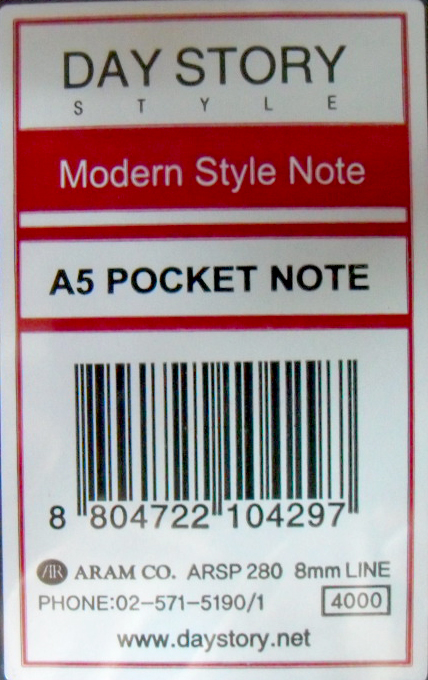 DAY STORY
STYLE
Modern Style Note
A5 POCKET NOTE
8 804722 104297
AR ARAM CO. ARSP 280 8mm LINE
PHONE:02-571-5190/1 4000
www.daystory.net